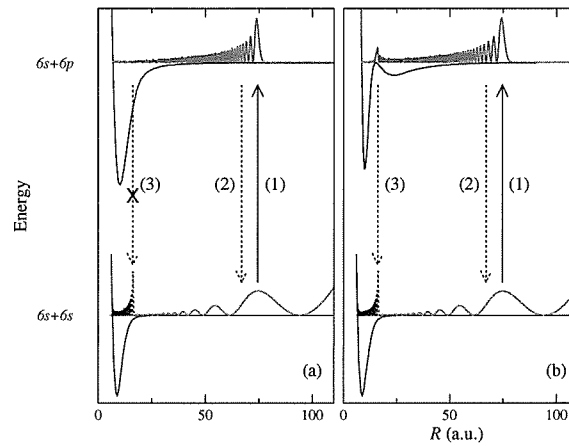 6s+6p
(3)
(2)
(1)
X
6s+6s
(a)
0
50
100
Energy
(3)
(2)
(1)
(b)
0
50
100
R (a.u.)